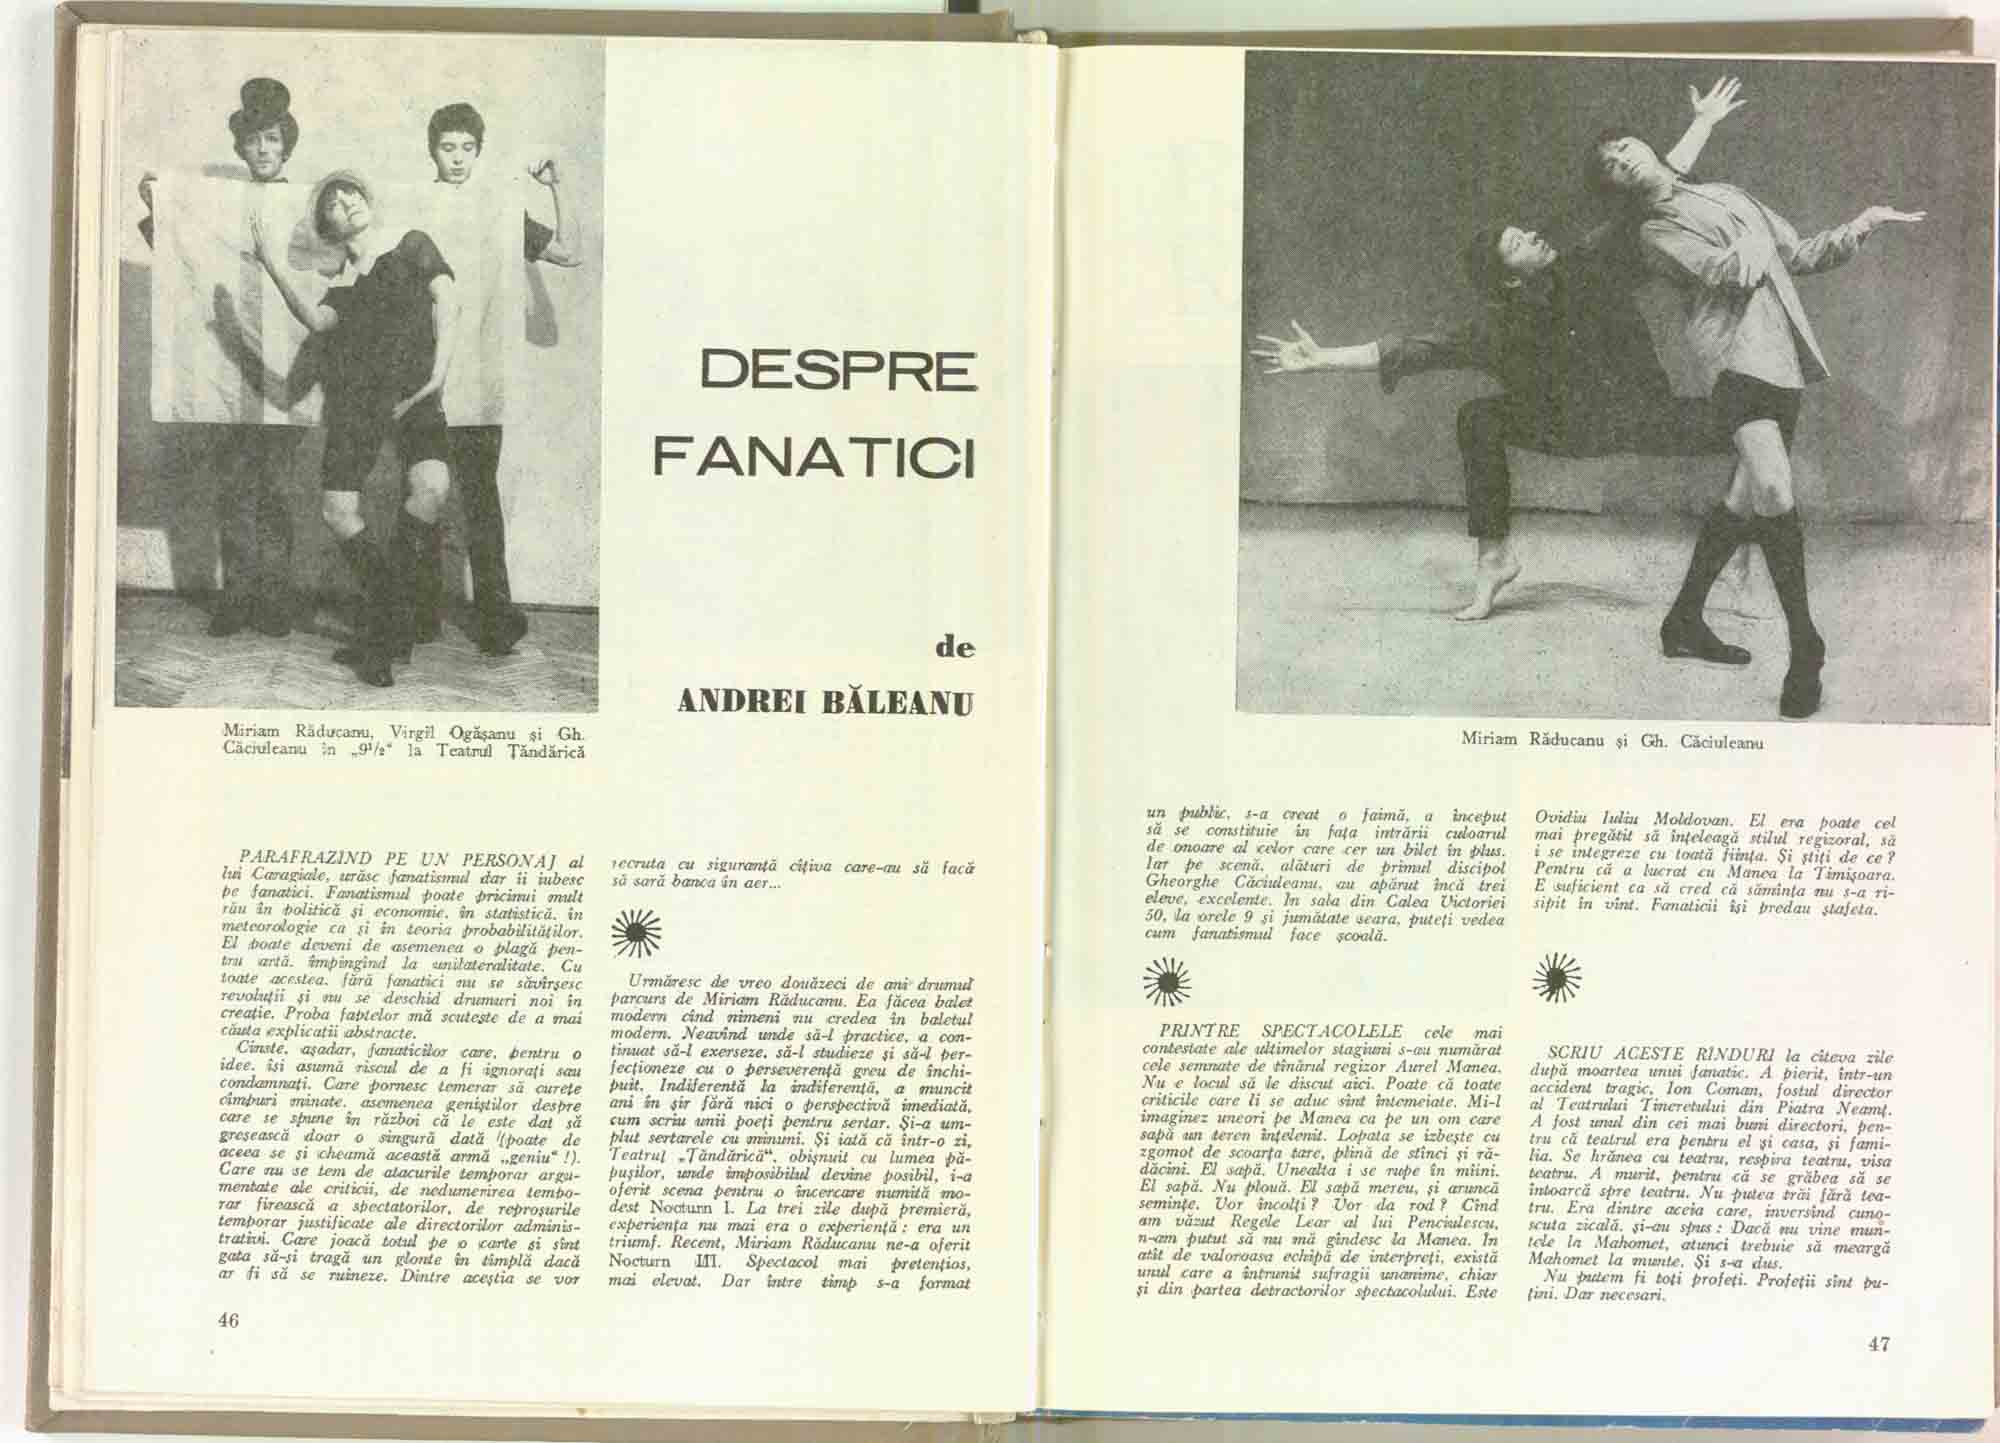 DESPRE
FANATICI
de
ANDREI BĂLEANU
Miriam Răducanu, Virgil Ogășanu și Gh.
Căciuleanu în „9½“ la Teatrul Țăndărică
PARAFRAZÎND PE UN PERSONAJ al
lui Caragiale, urăsc fanatismul dar îi iubesc
pe fanatici. Fanatismul poate pricinui mult
rău în politică și economie, în statistică, în
meteorologie ca și în teoria probabilităților.
El poate deveni de asemenea o plagă pen-
tru artă, împingînd la unilateralitate. Cu
toate acestea, fără fanatici nu se săvîrșesc
revoluții și nu se deschid drumuri noi în
creație. Proba faptelor mă scutește de a mai
căuta explicații abstracte.
Cinste, așadar, fanaticilor care, pentru o
idee, își asumă riscul de a fi ignorați sau
condamnați. Care pornesc temerar să curețe
cîmpuri minate, asemenea geniștilor despre
care se spune în război că le este dat să
greșească doar o singură dată (poate de
aceea se și cheamă această armă „geniu“ !).
Care nu se tem de atacurile temporar argu-
mentate ale criticii, de nedumerirea tempo-
rar firească a spectatorilor, de reproșurile
temporar justificate ale directorilor adminis-
trativi. Care joacă totul pe o carte și sînt
gata să-și tragă un glonte în tîmplă dacă
ar fi să se ruineze. Dintre aceștia se vor
recruta cu siguranță cîțiva care-au să facă
să sară banca în aer...
Urmăresc de vreo douăzeci de ani drumul
parcurs de Miriam Răducanu. Ea făcea balet
modern cînd nimeni nu credea în baletul
modern. Neavînd unde să-l practice, a con-
tinuat să-l exerseze, să-l studieze și să-l per-
fecționeze cu o perseverență greu de închi-
puit. Indiferentă la indiferență, a muncit
ani în șir fără nici o perspectivă imediată,
cum scriu unii poeți pentru sertar. Și-a um-
plut sertarele cu minuni. Și iată că într-o zi,
Teatrul „Țăndărică“, obișnuit cu lumea pă-
pușilor, unde imposibilul devine posibil, i-a
oferit scena pentru o încercare numită mo-
dest Nocturn I. La trei zile după premieră,
experiența nu mai era o experiență : era un
triumf. Recent, Miriam Răducanu ne-a oferit
Nocturn III. Spectacol mai pretențios,
mai elevat. Dar între timp s-a format
46
Miriam Răducanu și Gh. Căciuleanu
un public, s-a creat o faimă, a început
să se constituie în fața intrării culoarul
de onoare al celor care cer un bilet în plus.
Iar pe scenă, alături de primul discipol
Gheorghe Căciuleanu, au apărut încă trei
eleve, excelente. In sala din Calea Victoriei
50, la orele 9 și jumătate seara, puteți vedea
cum fanatismul face școală.
PRINTRE SPECTACOLELE cele mai
contestate ale ultimelor stagiuni s-au numărat
cele semnate de tînărul regizor Aurel Manea.
Nu e locul să le discut aici. Poate că toate
criticile care li se aduc sînt întemeiate. Mi-l
imaginez uneori pe Manea ca pe un om care
sapă un teren înțelenit. Lopata se izbește cu
zgomot de scoarța tare, plină de stînci și ră-
dăcini. El sapă. Unealta i se rupe în mîini.
El sapă. Nu plouă. El sapă mereu, și aruncă
semințe. Vor încolți ? Vor da rod ? Cînd
am văzut Regele Lear al lui Penciulescu,
n-am putut să nu mă gîndesc la Manea. In
atît de valoroasa echipă de interpreți, există
unul care a întrunit sufragii unanime, chiar
și din partea detractorilor spectacolului. Este
Ovidiu Iuliu Moldovan. El era poate cel
mai pregătit să înțeleagă stilul regizoral, să
i se integreze cu toată ființa. Și știți de ce ?
Pentru că a lucrat cu Manea la Timișoara.
E suficient ca să cred că sămînța nu s-a ri-
sipit în vînt. Fanaticii își predau ștafeta.
SCRIU ACESTE RÎNDURI la cîteva zile
după moartea unui fanatic. A pierit, într-un
accident tragic, Ion Coman, fostul director
al Teatrului Tineretului din Piatra Neamț.
A fost unul din cei mai buni directori, pen-
tru că teatrul era pentru el și casa, și fami-
lia. Se hrănea cu teatru, respira teatru, visa
teatru. A murit, pentru că se grăbea să se
întoarcă spre teatru. Nu putea trăi fără tea-
tru. Era dintre aceia care, inversînd cuno-
scuta zicală, și-au spus : Dacă nu vine mun-
tele la Mahomet, atunci trebuie să meargă
Mahomet la munte. Și s-a dus.
Nu putem fi toți profeți. Profeții sînt pu-
țini. Dar necesari.
47